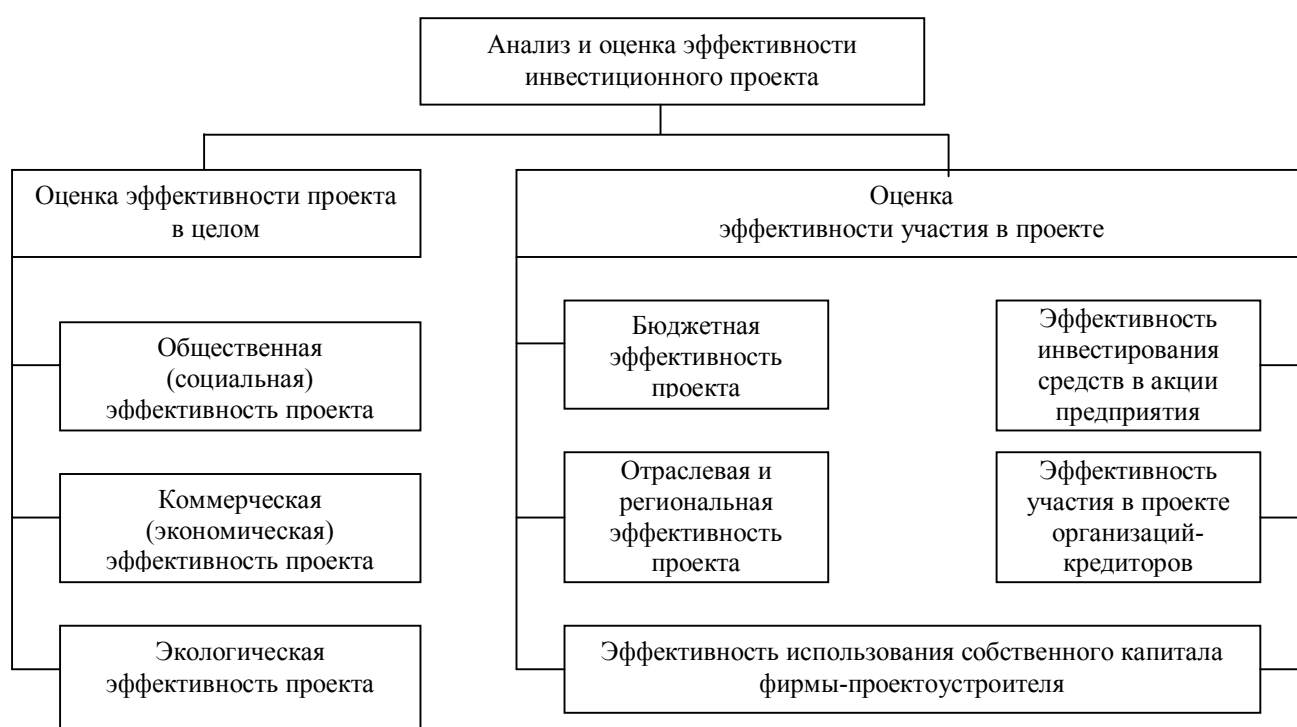 Анализ и оценка эффективности
инвестиционного проекта
Оценка эффективности проекта
в целом
Общественная
(социальная)
эффективность проекта
Коммерческая
(экономическая)
эффективность проекта
Экологическая
эффективность проекта
Оценка
эффективности участия в проекте
Бюджетная
эффективность
проекта
Эффективность
инвестирования
средств в акции
предприятия
Отраслевая и
региональная
эффективность
проекта
Эффективность
участия в проекте
организаций-
кредиторов
Эффективность использования собственного капитала
фирмы-проектоустроителя